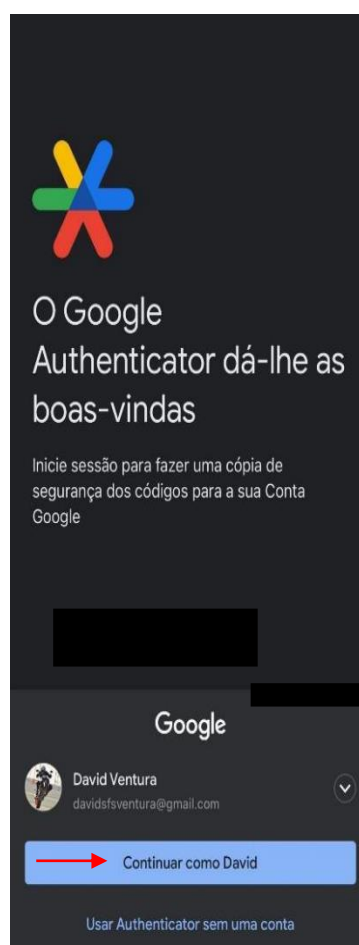 O Google
Authenticator dá-lhe as
boas-vindas
Inicie sessão para fazer uma cópia de
segurança dos códigos para a sua Conta
Google
Google
David Ventura
davidsfsventura@gmail.com
Continuar como David
Usar Authenticator sem uma conta